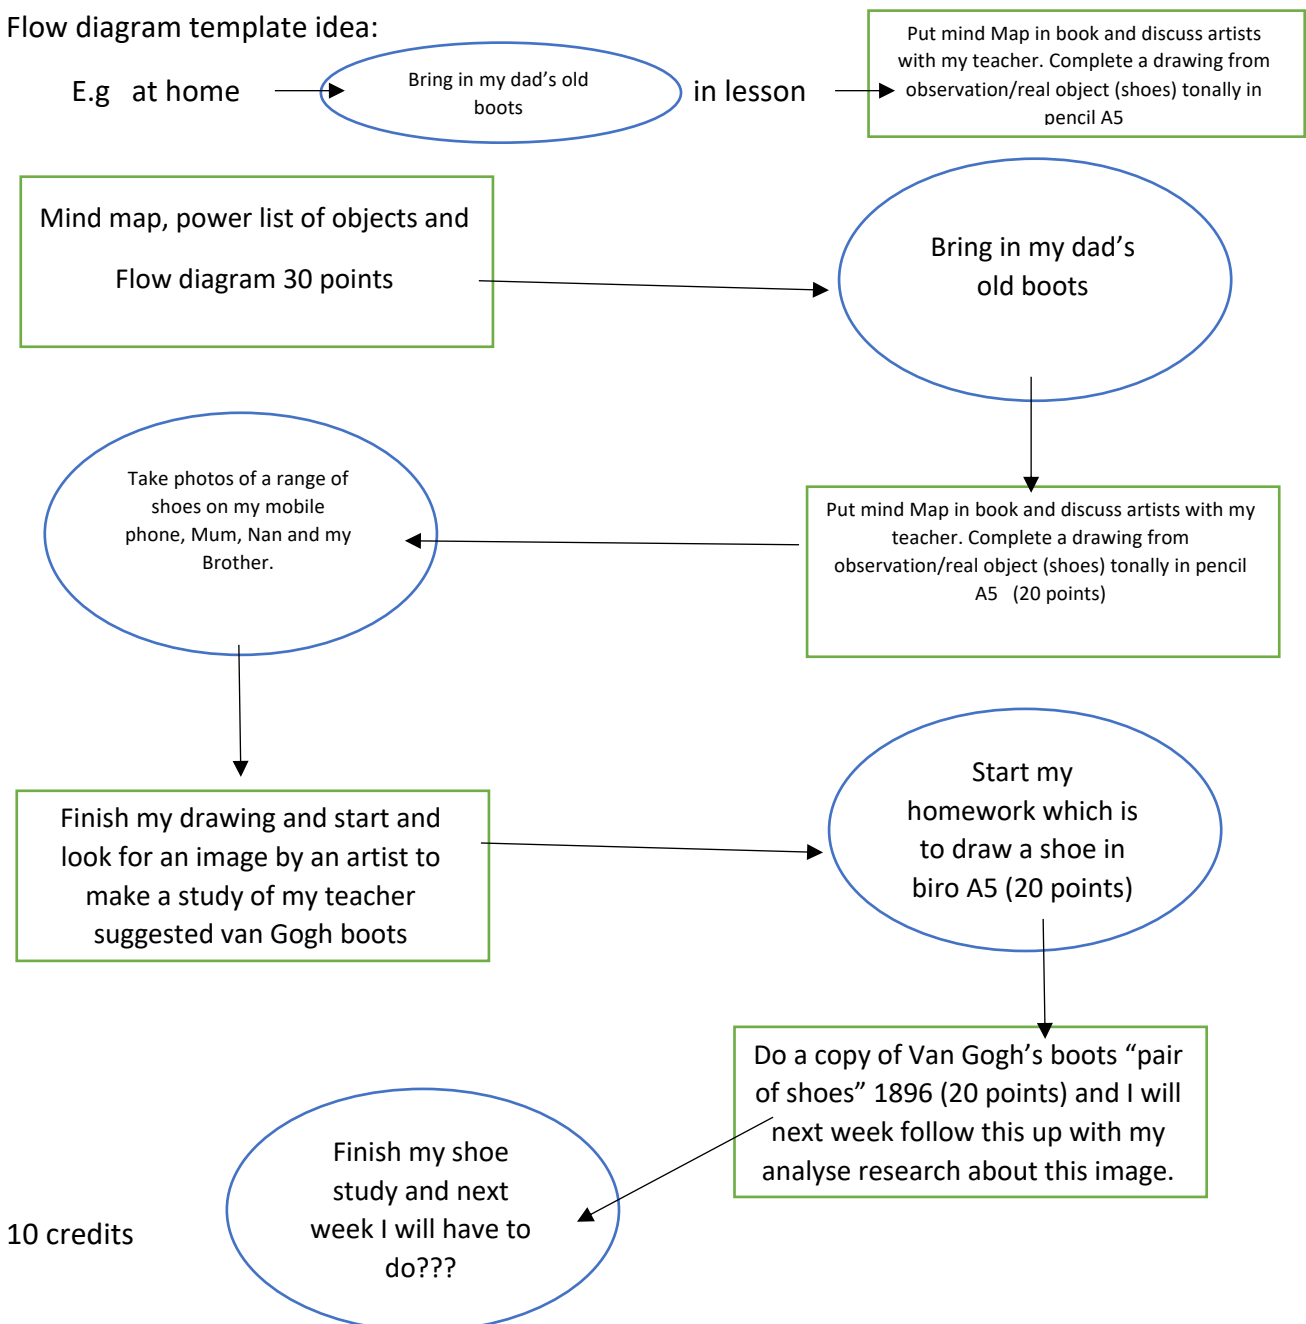 Flow diagram template idea:
E.g at home
Bring in my dad's old
boots
in lesson
Put mind Map in book and discuss artists
with my teacher. Complete a drawing from
observation/real object (shoes) tonally in
pencil A5
Mind map, power list of objects and
Flow diagram 30 points
Bring in my dad's
old boots
Take photos of a range of
shoes on my mobile
phone, Mum, Nan and my
Brother.
Put mind Map in book and discuss artists with my
teacher. Complete a drawing from
observation/real object (shoes) tonally in pencil
A5 (20 points)
Finish my drawing and start and
look for an image by an artist to
make a study of my teacher
suggested van Gogh boots
Start my
homework which is
to draw a shoe in
biro A5 (20 points)
Do a copy of Van Gogh's boots “pair
of shoes” 1896 (20 points) and I will
next week follow this up with my
analyse research about this image.
Finish my shoe
study and next
week I will have to
do???
10 credits